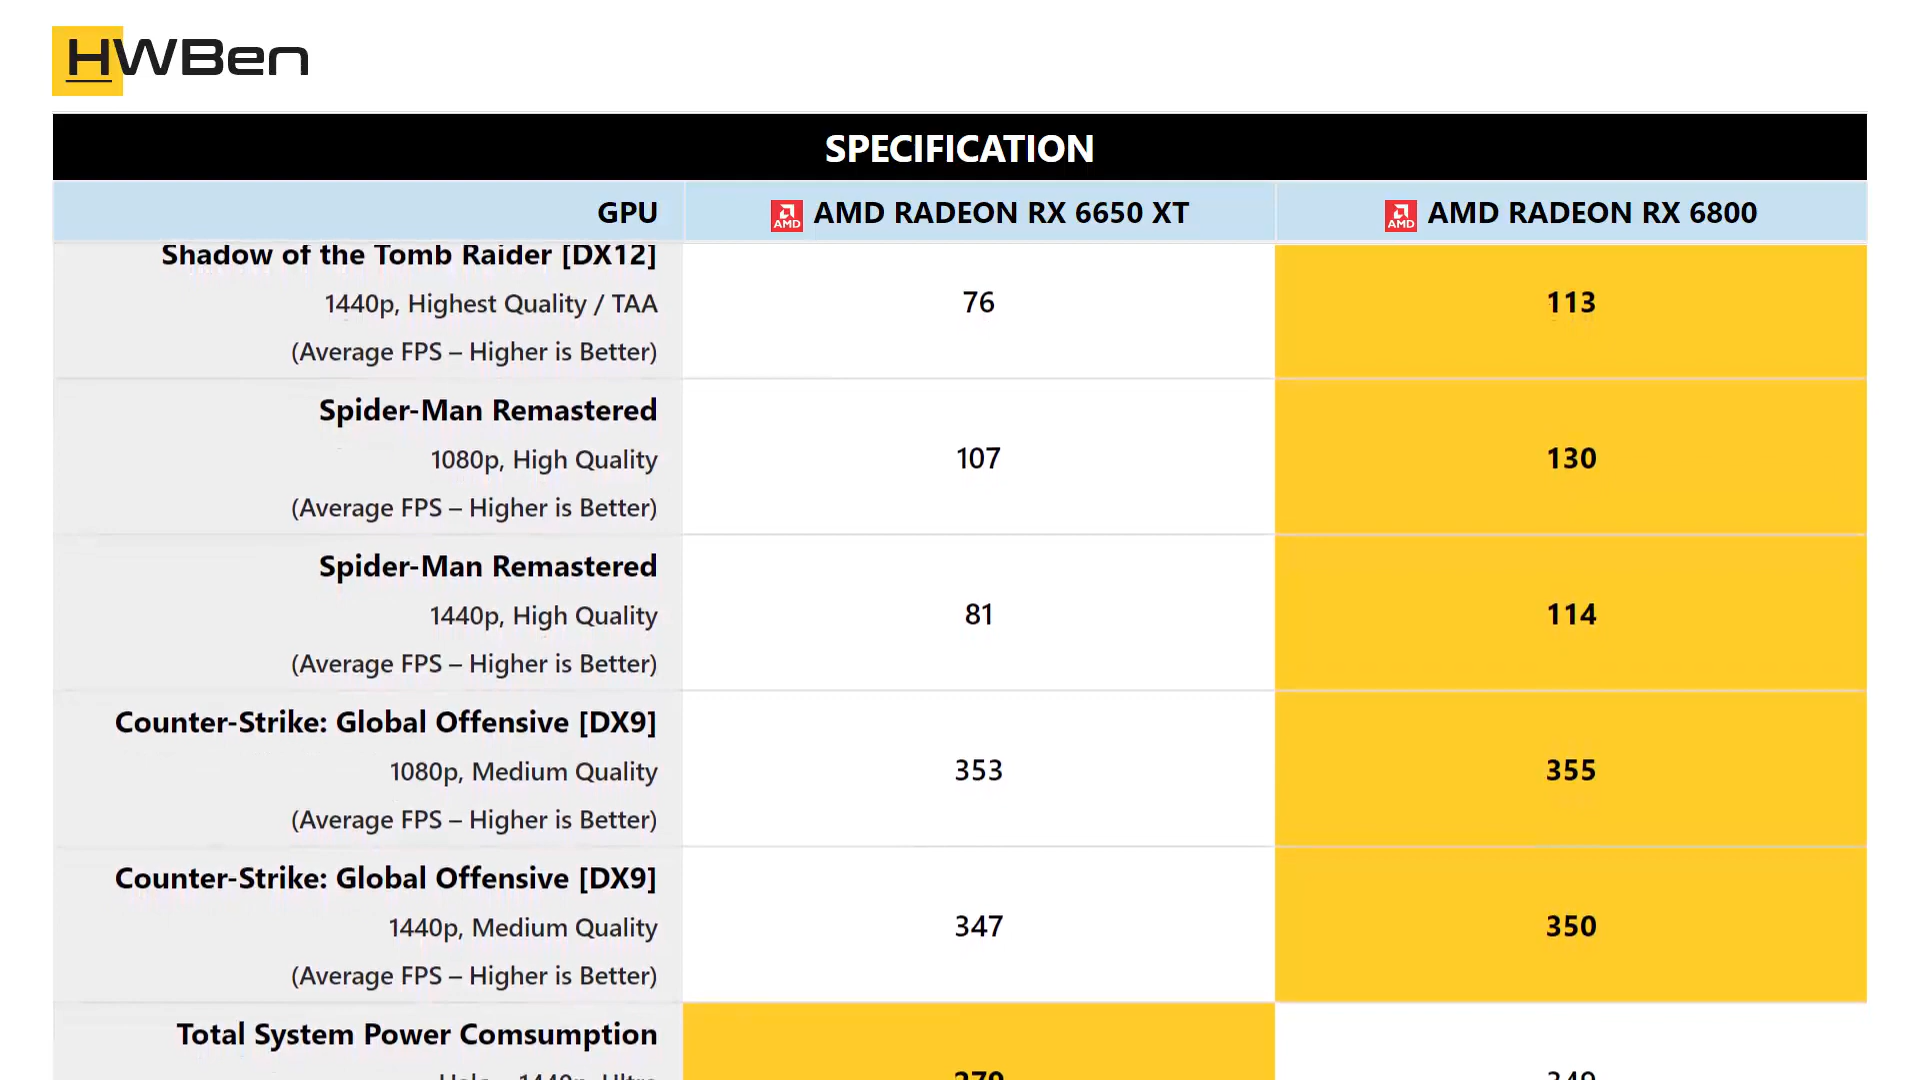 HWBen
SPECIFICATION
GPU
AMD
AMD RADEON RX 6650 XT
AMD
AMD RADEON RX 6800
Shadow of the Tomb Raider [DX12]
1440p, Highest Quality / TAA
(Average FPS – Higher is Better)
76
113
Spider-Man Remastered
1080p, High Quality
(Average FPS – Higher is Better)
107
130
Spider-Man Remastered
1440p, High Quality
(Average FPS – Higher is Better)
81
114
Counter-Strike: Global Offensive [DX9]
1080p, Medium Quality
(Average FPS – Higher is Better)
353
355
Counter-Strike: Global Offensive [DX9]
1440p, Medium Quality
(Average FPS – Higher is Better)
347
350
Total System Power Comsumption